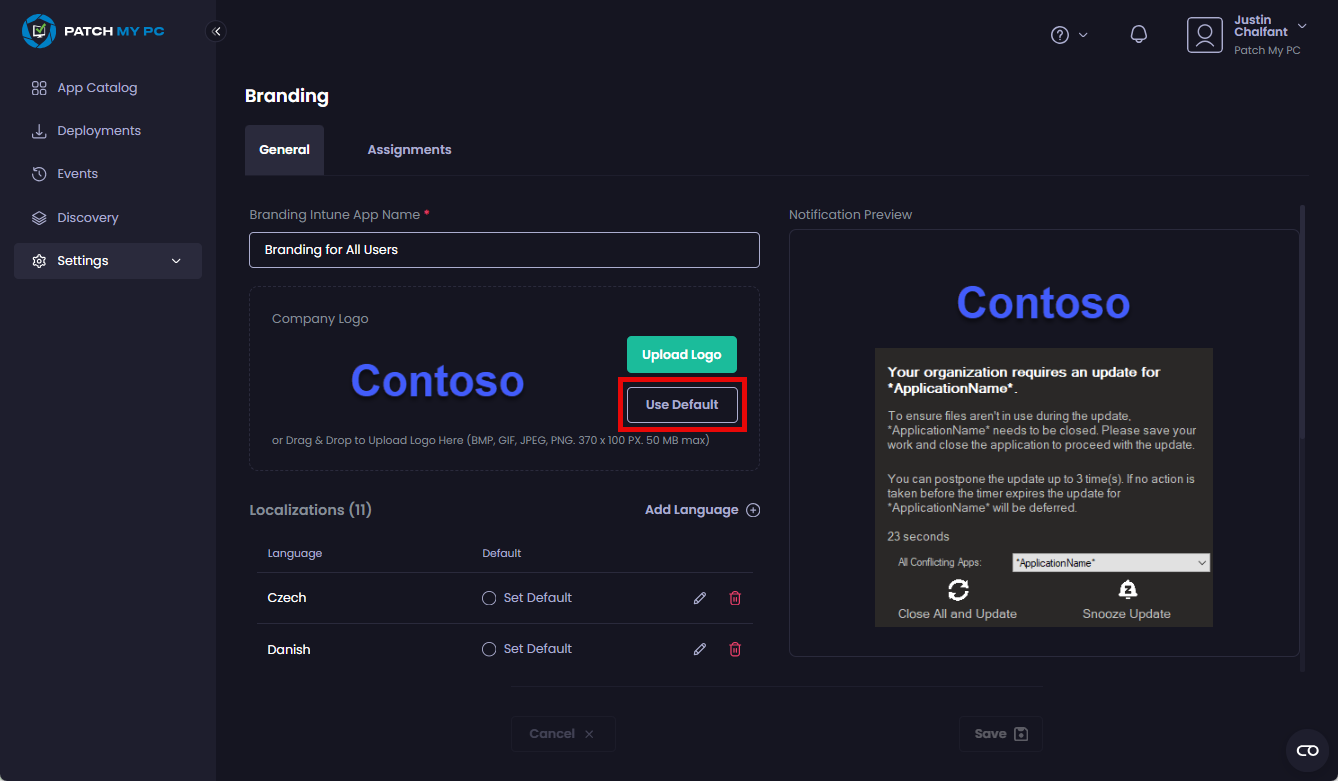 PATCH MY PC
Justin
Chalfant
Patch My PC
App Catalog
Deployments
Events
Discovery
Settings
Branding
General
Assignments
Branding Intune App Name *
Branding for All Users
Company Logo
Contoso
Upload Logo
Use Default
or Drag & Drop to Upload Logo Here (BMP, GIF, JPEG, PNG. 370 x 100 PX. 50 MB max)
Localizations (11)
Add Language
Language
Default
Czech
Set Default
Danish
Set Default
Notification Preview
Contoso
Your organization requires an update for
*ApplicationName*.
To ensure files aren't in use during the update,
*ApplicationName* needs to be closed. Please save your
work and close the application to proceed with the update.
You can postpone the update up to 3 time(s). If no action is
taken before the timer expires the update for
*ApplicationName* will be deferred.
23 seconds
All Conflicting Apps:
*ApplicationName*
Close All and Update
Snooze Update
Cancel
Save